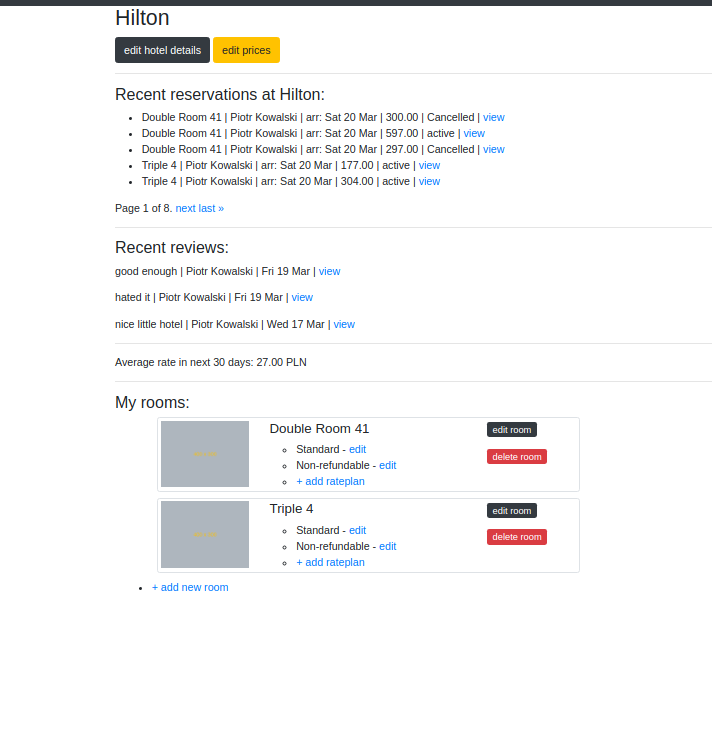 Hilton
edit hotel details edit prices
Recent reservations at Hilton:
Double Room 41 | Piotr Kowalski | arr: Sat 20 Mar | 300.00 | Cancelled | view
Double Room 41 | Piotr Kowalski | arr: Sat 20 Mar | 597.00 | active | view
Double Room 41 | Piotr Kowalski | arr: Sat 20 Mar | 297.00 | Cancelled | view
Triple 4 | Piotr Kowalski | arr: Sat 20 Mar | 177.00 | active | view
Triple 4 | Piotr Kowalski | arr: Sat 20 Mar | 304.00 | active | view
Page 1 of 8. next last »
Recent reviews:
good enough | Piotr Kowalski | Fri 19 Mar | view
hated it | Piotr Kowalski | Fri 19 Mar | view
nice little hotel | Piotr Kowalski | Wed 17 Mar | view
Average rate in next 30 days: 27.00 PLN
My rooms:
Double Room 41
Standard - edit
Non-refundable - edit
+ add rateplan
edit room
delete room
Triple 4
Standard - edit
Non-refundable - edit
+ add rateplan
edit room
delete room
+ add new room